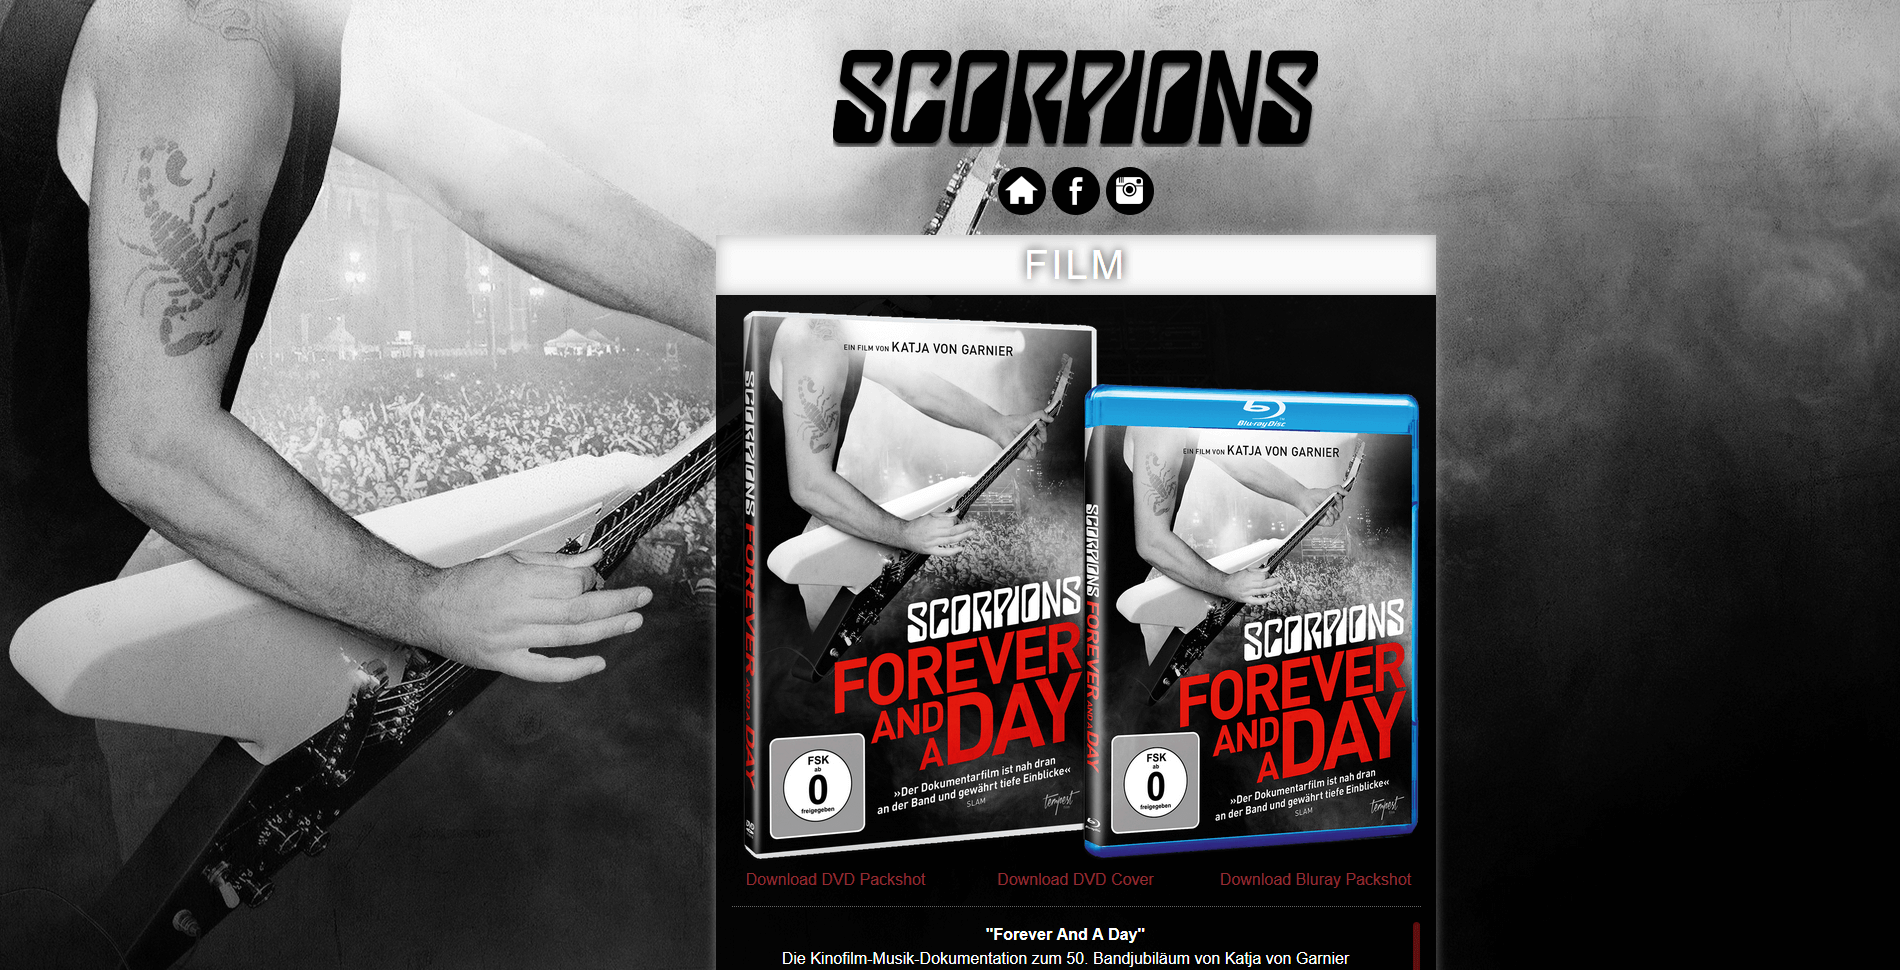 SCORPIONS
FILM
EIN FILM VON KATJA VON GARNIER
SCORPIONS FOREVER AND A DAY
SCORPIONS
FOREVER
AND
A DAY
»Der Dokumentarfilm ist nah dran
an der Band und gewährt tiefe Einblicke«
SLAM
tempest
FSK
ab
0
freigegeben
Blu-ray Disc
EIN FILM VON KATJA VON GARNIER
SCORPIONS FOREVER AND A DAY
SCORPIONS
FOREVER
AND
A DAY
»Der Dokumentarfilm ist nah dran
an der Band und gewährt tiefe Einblicke«
SLAM
tempest
FSK
ab
0
freigegeben
Download DVD Packshot Download DVD Cover Download Bluray Packshot
"Forever And A Day"
Die Kinofilm-Musik-Dokumentation zum 50. Bandjubiläum von Katja von Garnier